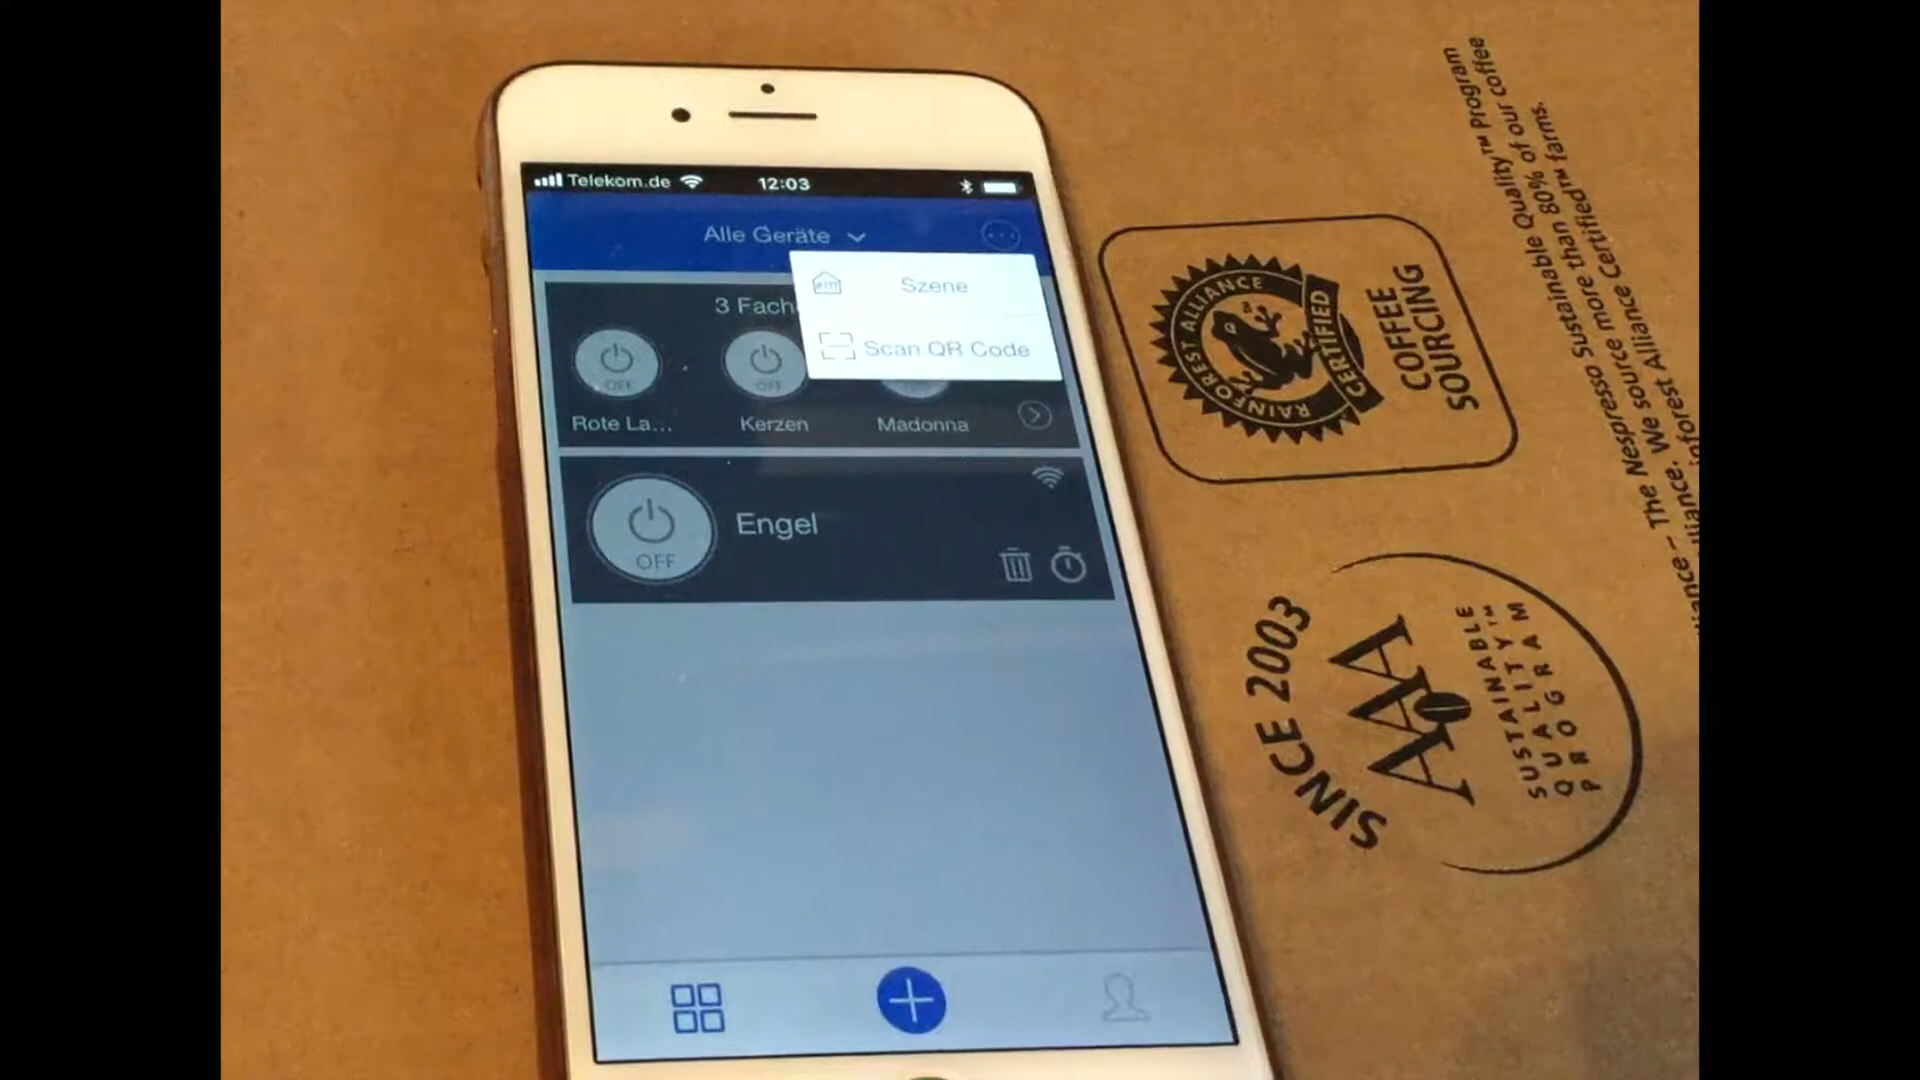 Telekom.de
12:03
Alle Geräte
Szene
Scan QR Code
3 Fach
OFF
OFF
Rote La...
Kerzen
Madonna
OFF
Engel
RAINFOREST ALLIANCE
CERTIFIED
COFFEE
SOURCING
SINCE 2003
AAA
SUSTAINABLE
QUALITY™
PROGRAM
Sustainable Quality™ Program
more than 80% of our coffee
Alliance Certified™ farms.
– The Nespresso
We source
Rainforest Alliance